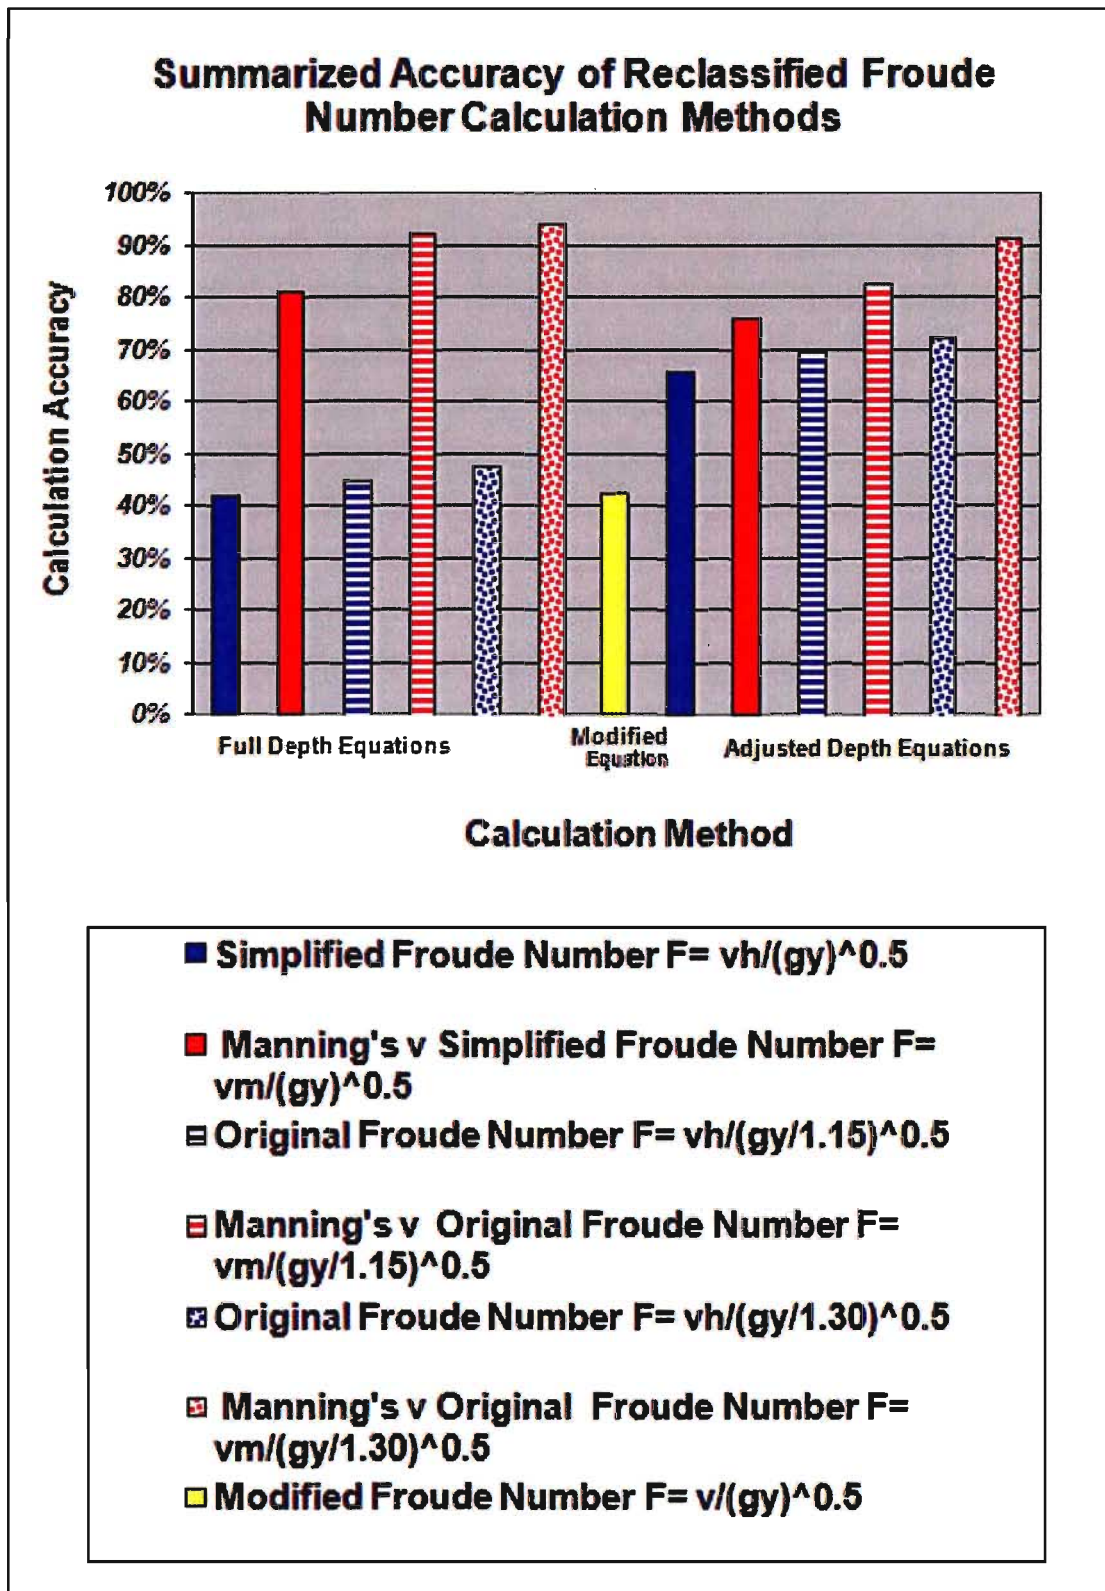 Summarized Accuracy of Reclassified Froude
Number Calculation Methods
100%
90%
80%
70%
60%
50%
40%
30%
20%
10%
0%
Calculation Accuracy
Full Depth Equations
Modified
Equation
Adjusted Depth Equations
Calculation Method
Simplified Froude Number F= vh/(gy)^0.5
Manning's v Simplified Froude Number F=
vm/(gy)^0.5
Original Froude Number F= vh/(gy/1.15)^0.5
Manning's v Original Froude Number F=
vm/(gy/1.15)^0.5
Original Froude Number F= vh/(gy/1.30)^0.5
Manning's v Original Froude Number F=
vm/(gy/1.30)^0.5
Modified Froude Number F= v/(gy)^0.5